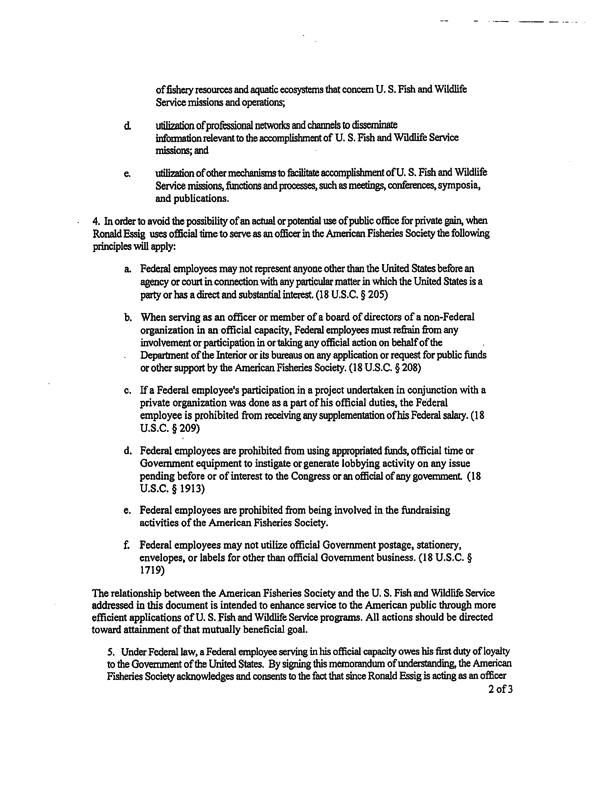 of fishery resources and aquatic ecosystems that concern U. S. Fish and Wildlife
Service missions and operations;
d. utilization of professional networks and channels to disseminate
information relevant to the accomplishment of U. S. Fish and Wildlife Service
missions; and
e. utilization of other mechanisms to facilitate accomplishment of U. S. Fish and Wildlife
Service missions, functions and processes, such as meetings, conferences, symposia,
and publications.
4. In order to avoid the possibility of an actual or potential use of public office for private gain, when
Ronald Essig uses official time to serve as an officer in the American Fisheries Society the following
principles will apply:
a. Federal employees may not represent anyone other than the United States before an
agency or court in connection with any particular matter in which the United States is a
party or has a direct and substantial interest. (18 U.S.C. § 205)
b. When serving as an officer or member of a board of directors of a non-Federal
organization in an official capacity, Federal employees must refrain from any
involvement or participation in or taking any official action on behalf of the
Department of the Interior or its bureaus on any application or request for public funds
or other support by the American Fisheries Society. (18 U.S.C. § 208)
c. If a Federal employee's participation in a project undertaken in conjunction with a
private organization was done as a part of his official duties, the Federal
employee is prohibited from receiving any supplementation of his Federal salary. (18
U.S.C. § 209)
d. Federal employees are prohibited from using appropriated funds, official time or
Government equipment to instigate or generate lobbying activity on any issue
pending before or of interest to the Congress or an official of any government. (18
U.S.C. § 1913)
e. Federal employees are prohibited from being involved in the fundraising
activities of the American Fisheries Society.
f. Federal employees may not utilize official Government postage, stationery,
envelopes, or labels for other than official Government business. (18 U.S.C. §
1719)
The relationship between the American Fisheries Society and the U. S. Fish and Wildlife Service
addressed in this document is intended to enhance service to the American public through more
efficient applications of U. S. Fish and Wildlife Service programs. All actions should be directed
toward attainment of that mutually beneficial goal.
5. Under Federal law, a Federal employee serving in his official capacity owes his first duty of loyalty
to the Government of the United States. By signing this memorandum of understanding, the American
Fisheries Society acknowledges and consents to the fact that since Ronald Essig is acting as an officer
2 of 3